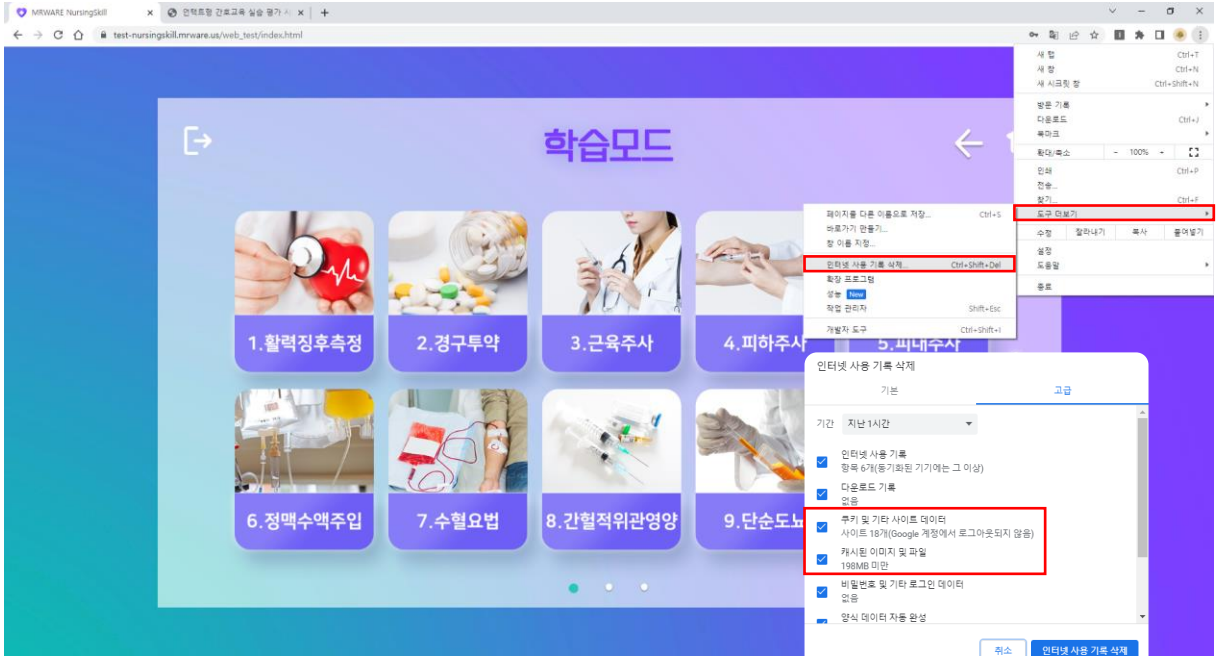 MRWARE NursingSkill
언택트형 간호교육 실습 평가 시
test-nursingskill.mrware.us/web_test/index.html
학습모드
1.활력징후측정
2.경구투약
3.근육주사
4.피하주사
5.피내주사
6.정맥수액주입
7.수혈요법
8.간헐적위관영양
9.단순도뇨
새 탭 Ctrl+T
새 창 Ctrl+N
새 시크릿 창 Ctrl+Shift+N
방문 기록
다운로드 Ctrl+J
북마크
확대/축소 - 100% +
인쇄 Ctrl+P
전송...
찾기... Ctrl+F
도구 더보기
수정 잘라내기 복사 붙여넣기
설정
도움말
종료
페이지를 다른 이름으로 저장... Ctrl+S
바로가기 만들기...
창 이름 지정...
인터넷 사용 기록 삭제... Ctrl+Shift+Del
확장 프로그램
성능 New
작업 관리자 Shift+Esc
개발자 도구 Ctrl+Shift+I
인터넷 사용 기록 삭제
기본 고급
기간 지난 1시간
인터넷 사용 기록
항목 6개(동기화된 기기에는 그 이상)
다운로드 기록
없음
쿠키 및 기타 사이트 데이터
사이트 18개(Google 계정에서 로그아웃되지 않음)
캐시된 이미지 및 파일
198MB 미만
비밀번호 및 기타 로그인 데이터
없음
양식 데이터 자동 완성
취소 인터넷 사용 기록 삭제